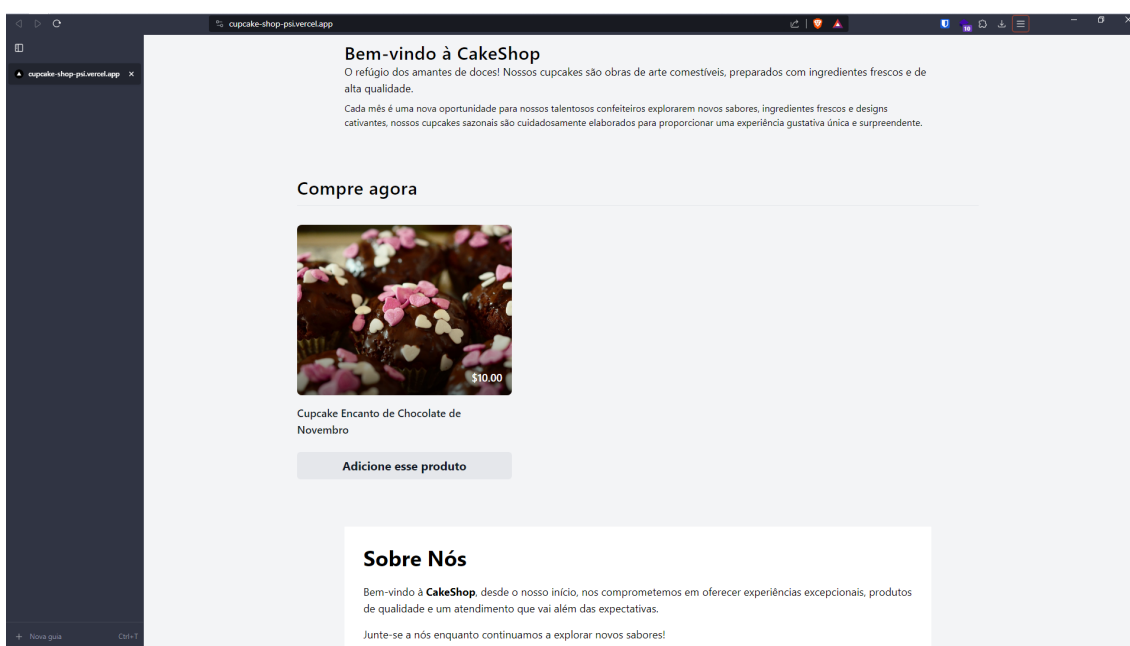 cupcake-shop-psi.vercel.app
10
cupcake-shop-psi.vercel.app
Bem-vindo à CakeShop
O refúgio dos amantes de doces! Nossos cupcakes são obras de arte comestíveis, preparados com ingredientes frescos e de
alta qualidade.
Cada mês é uma nova oportunidade para nossos talentosos confeiteiros explorarem novos sabores, ingredientes frescos e designs
cativantes, nossos cupcakes sazonais são cuidadosamente elaborados para proporcionar uma experiência gustativa única e surpreendente.
Compre agora
$10.00
Cupcake Encanto de Chocolate de
Novembro
Adicione esse produto
Sobre Nós
Bem-vindo à CakeShop, desde o nosso início, nos comprometemos em oferecer experiências excepcionais, produtos
de qualidade e um atendimento que vai além das expectativas.
Junte-se a nós enquanto continuamos a explorar novos sabores!
+ Nova guia Ctrl+T